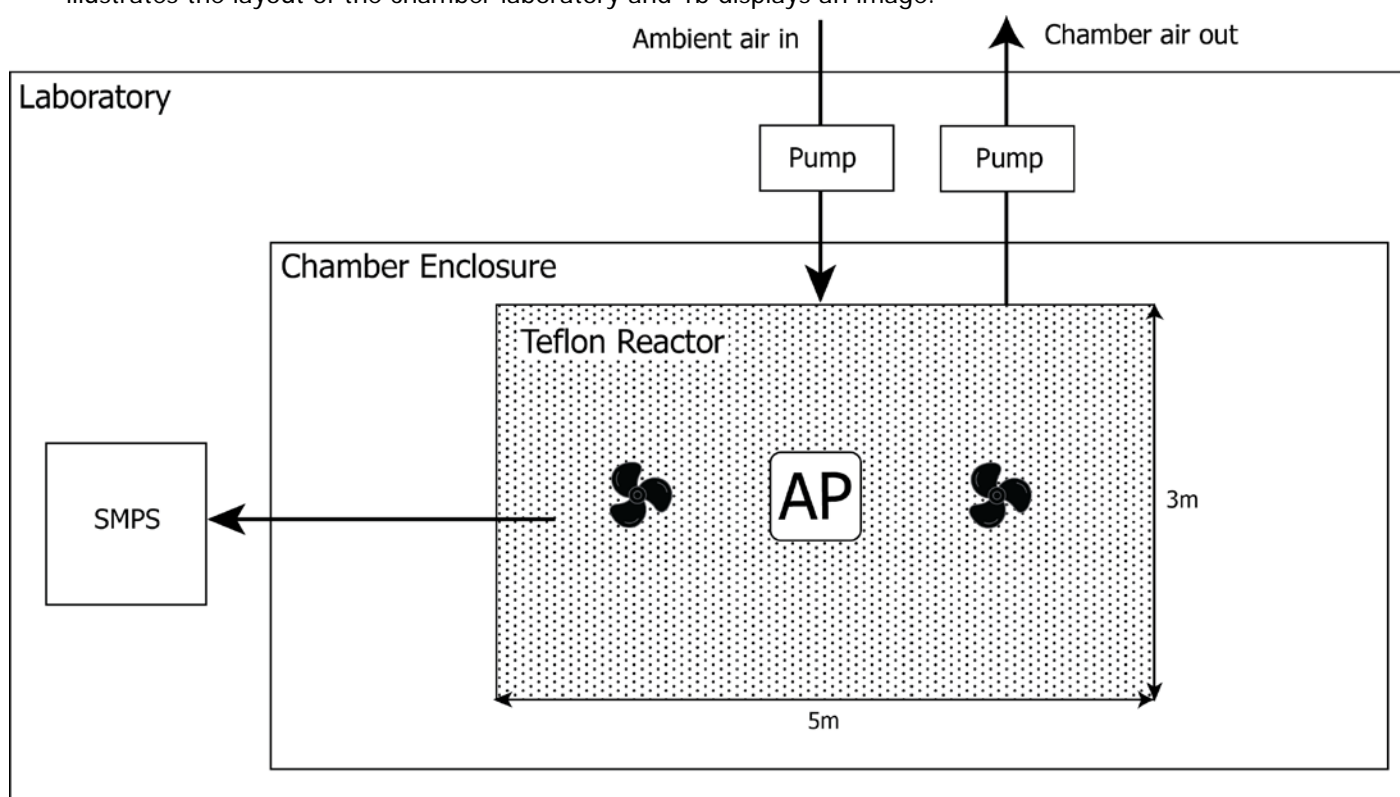 illustrates the layout of the chamber laboratory and 1b displays an image.
Ambient air in
Chamber air out
Laboratory
Pump
Pump
Chamber Enclosure
Teflon Reactor
SMPS
AP
3m
5m